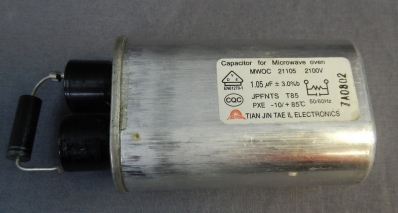 Capacitor for Microwave oven
MWOC 21105 2100V
1.05 µF ± 3.0%
JPFNTS T85
CQC
50/60Hz
PXE -10/+85℃
TIAN JIN TAE IL ELECTRONICS
7A0802